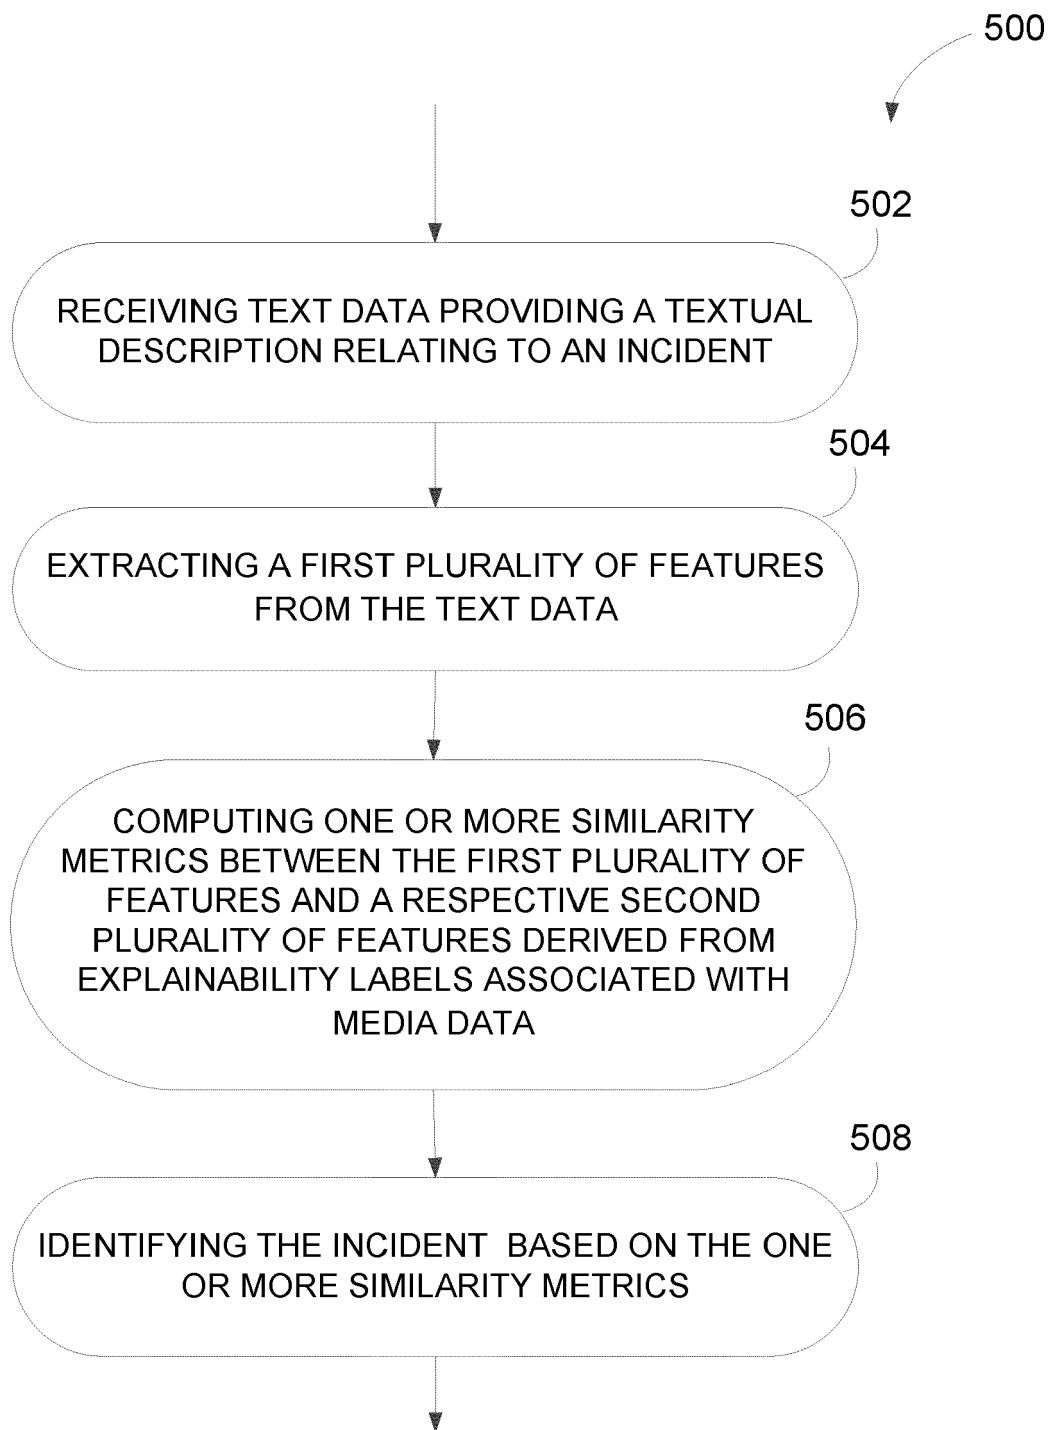 500
502
RECEIVING TEXT DATA PROVIDING A TEXTUAL
DESCRIPTION RELATING TO AN INCIDENT
504
EXTRACTING A FIRST PLURALITY OF FEATURES
FROM THE TEXT DATA
506
COMPUTING ONE OR MORE SIMILARITY
METRICS BETWEEN THE FIRST PLURALITY OF
FEATURES AND A RESPECTIVE SECOND
PLURALITY OF FEATURES DERIVED FROM
EXPLAINABILITY LABELS ASSOCIATED WITH
MEDIA DATA
508
IDENTIFYING THE INCIDENT BASED ON THE ONE
OR MORE SIMILARITY METRICS